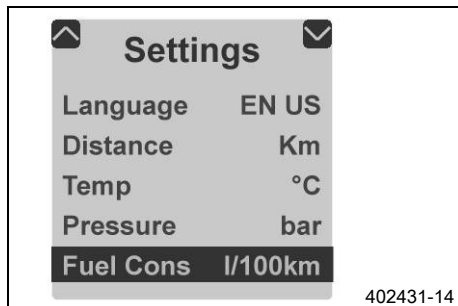 Settings
Language EN US
Distance Km
Temp °C
Pressure bar
Fuel Cons l/100km
402431-14